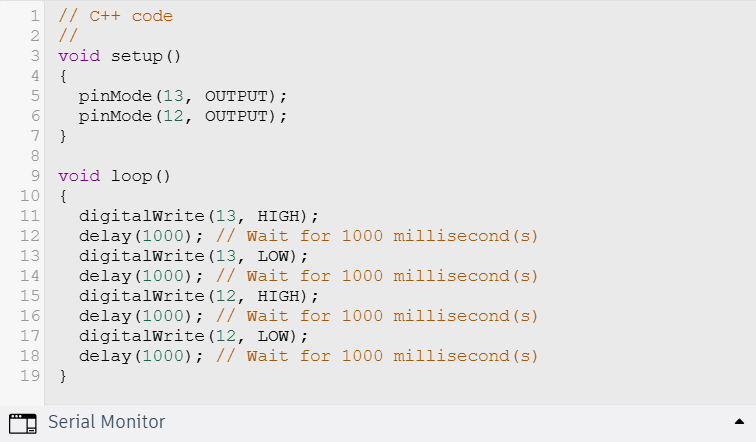 1 // C++ code
2 //
3 void setup()
4 {
5   pinMode(13, OUTPUT);
6   pinMode(12, OUTPUT);
7 }
8
9 void loop()
10 {
11   digitalWrite(13, HIGH);
12   delay(1000); // Wait for 1000 millisecond(s)
13   digitalWrite(13, LOW);
14   delay(1000); // Wait for 1000 millisecond(s)
15   digitalWrite(12, HIGH);
16   delay(1000); // Wait for 1000 millisecond(s)
17   digitalWrite(12, LOW);
18   delay(1000); // Wait for 1000 millisecond(s)
19 }
Serial Monitor